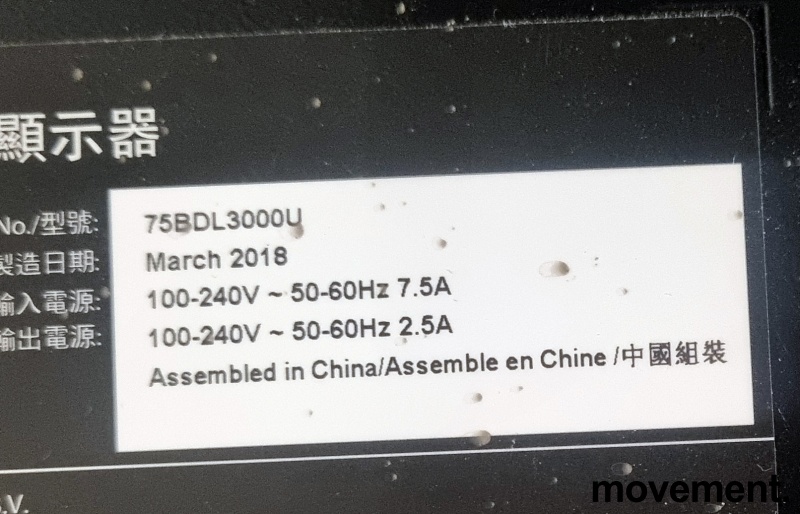 顯示器
No./型號: 75BDL3000U
製造日期: March 2018
輸入電源: 100-240V ~ 50-60Hz 7.5A
輸出電源: 100-240V ~ 50-60Hz 2.5A
Assembled in China/Assemble en Chine /中國組裝
.V.
movement